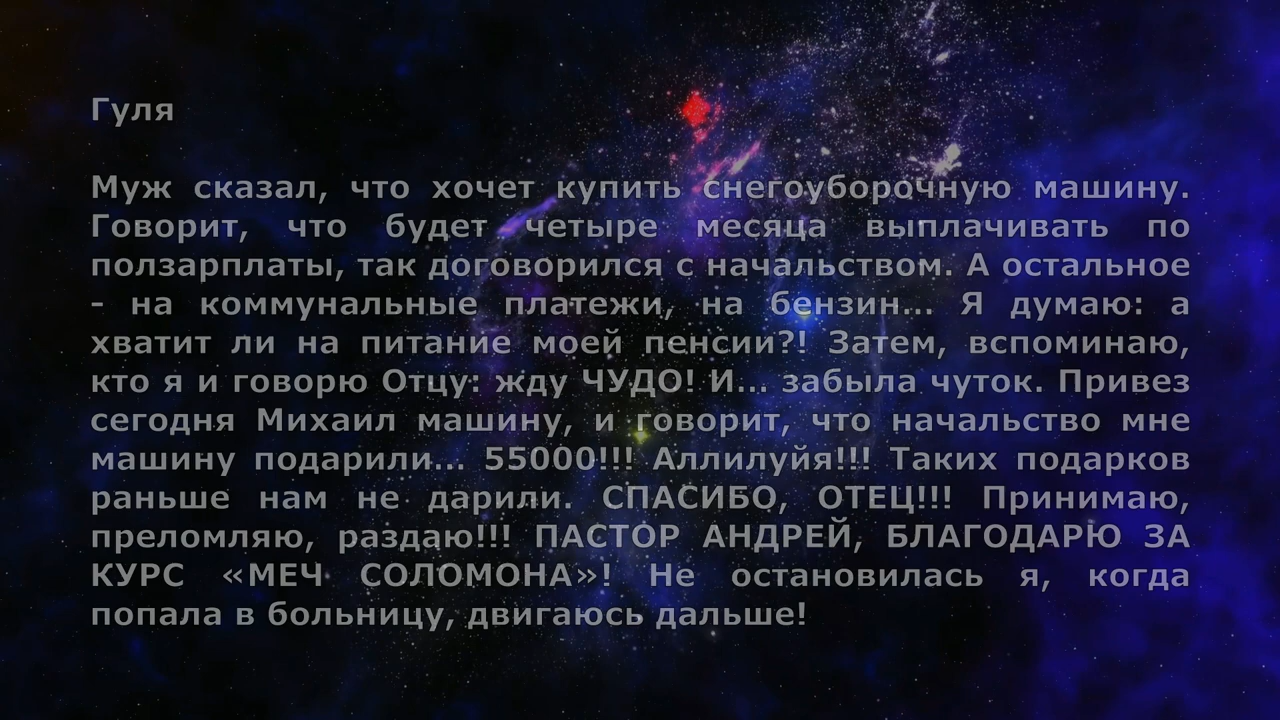 Гуля
Муж сказал, что хочет купить снегоуборочную машину.
Говорит, что будет четыре месяца выплачивать по
ползарплаты, так договорился с начальством. А остальное
- на коммунальные платежи, на бензин... Я думаю: а
хватит ли на питание моей пенсии?! Затем, вспоминаю,
кто я и говорю Отцу: жду ЧУДО! И... забыла чуток. Привез
сегодня Михаил машину, и говорит, что начальство мне
машину подарили... 55000!!! Аллилуйя!!! Таких подарков
раньше нам не дарили. СПАСИБО, ОТЕЦ!!! Принимаю,
преломляю, раздаю!!! ПАСТОР АНДРЕЙ, БЛАГОДАРЮ ЗА
КУРС «МЕЧ СОЛОМОНА»! Не остановилась я, когда
попала в больницу, двигаюсь дальше!